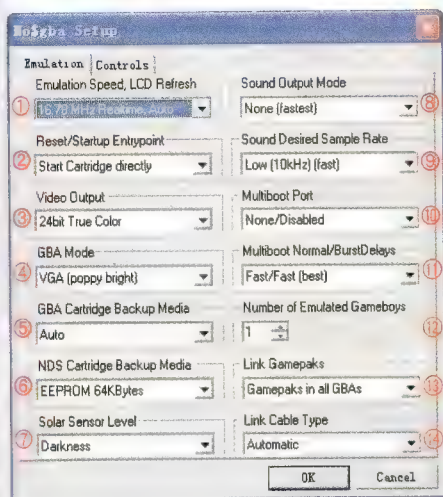 No$gba Setup
Emulation Controls
Emulation Speed, LCD Refresh
① 16.78 MHz Realtime, Auto
Reset/Startup Entrypoint
② Start Cartridge directly
Video Output
③ 24bit True Color
GBA Mode
④ VGA (poppy bright)
GBA Cartridge Backup Media
⑤ Auto
NDS Cartridge Backup Media
⑥ EEPROM 64KBytes
Solar Sensor Level
⑦ Darkness
Sound Output Mode
None (fastest) ⑧
Sound Desired Sample Rate
Low (10kHz) (fast) ⑨
Multiboot Port
None/Disabled ⑩
Multiboot Normal/BurstDelays
Fast/Fast (best) ⑪
Number of Emulated Gameboys
1 ⑫
Link Gamepaks
Gamepaks in all GBAs ⑬
Link Cable Type
Automatic ⑭
OK Cancel